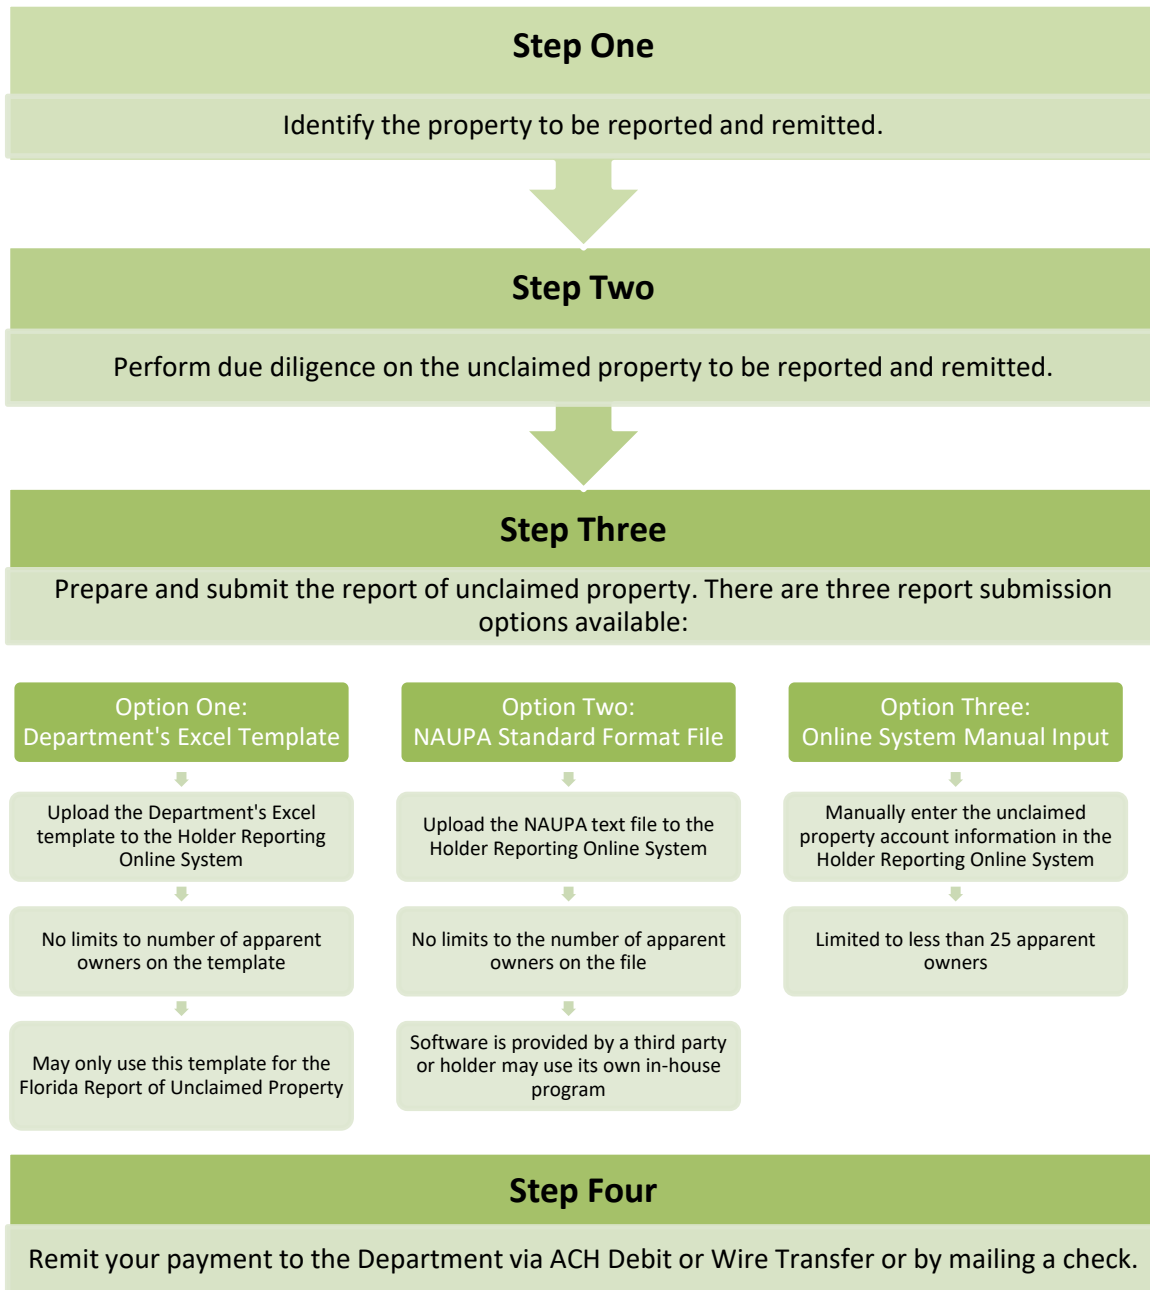 Step One
Identify the property to be reported and remitted.
Step Two
Perform due diligence on the unclaimed property to be reported and remitted.
Step Three
Prepare and submit the report of unclaimed property. There are three report submission
options available:
Option One:
Department's Excel Template
Upload the Department's Excel
template to the Holder Reporting
Online System
No limits to number of apparent
owners on the template
May only use this template for the
Florida Report of Unclaimed Property
Option Two:
NAUPA Standard Format File
Upload the NAUPA text file to the
Holder Reporting Online System
No limits to the number of apparent
owners on the file
Software is provided by a third party
or holder may use its own in-house
program
Option Three:
Online System Manual Input
Manually enter the unclaimed
property account information in the
Holder Reporting Online System
Limited to less than 25 apparent
owners
Step Four
Remit your payment to the Department via ACH Debit or Wire Transfer or by mailing a check.